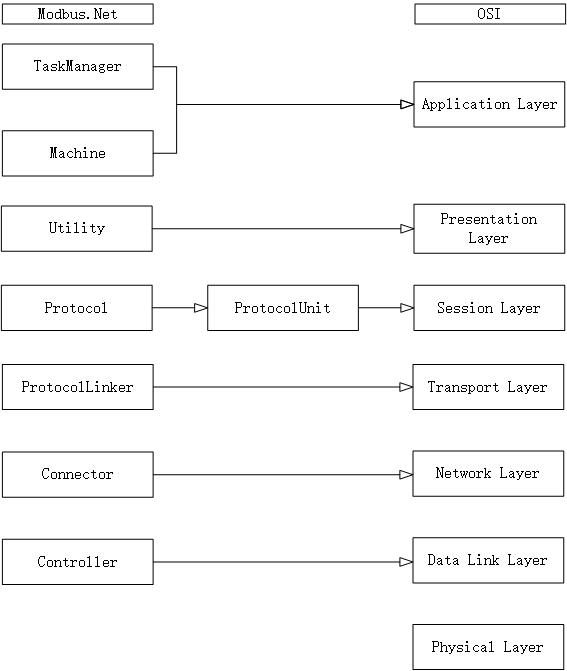 Modbus.Net
OSI
TaskManager
Application Layer
Machine
Utility
Presentation
Layer
Protocol
ProtocolUnit
Session Layer
ProtocolLinker
Transport Layer
Connector
Network Layer
Controller
Data Link Layer
Physical Layer